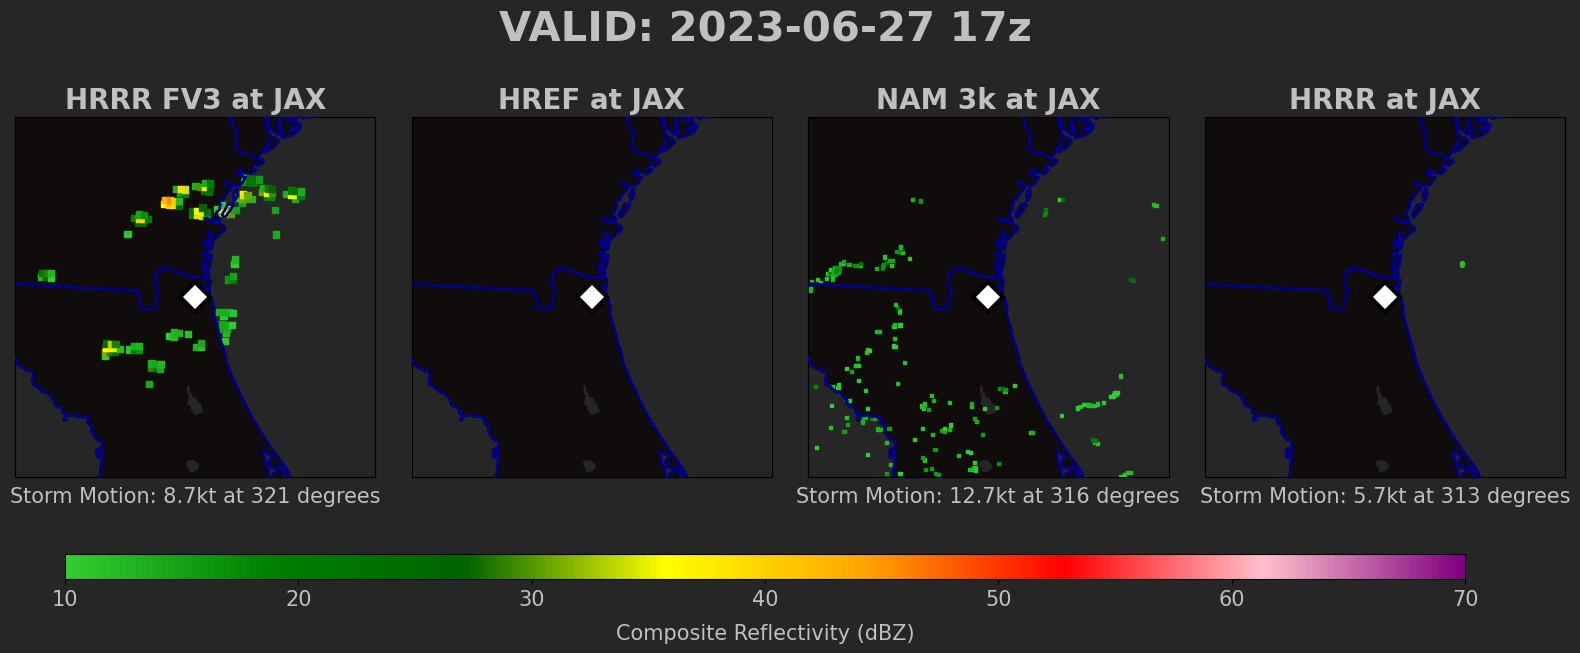 VALID: 2023-06-27 17z
HRRR FV3 at JAX
HREF at JAX
NAM 3k at JAX
HRRR at JAX
Storm Motion: 8.7kt at 321 degrees
Storm Motion: 12.7kt at 316 degrees
Storm Motion: 5.7kt at 313 degrees
10 20 30 40 50 60 70
Composite Reflectivity (dBZ)